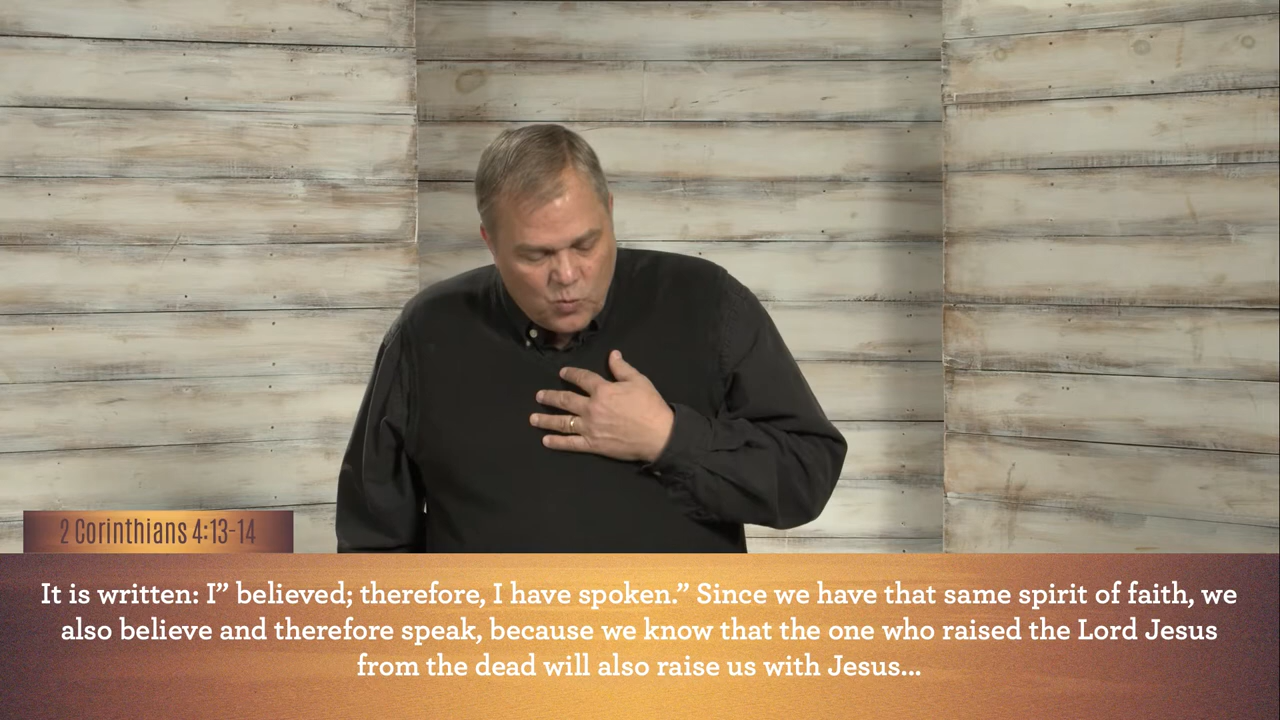 2 Corinthians 4:13-14
It is written: I” believed; therefore, I have spoken.” Since we have that same spirit of faith, we
also believe and therefore speak, because we know that the one who raised the Lord Jesus
from the dead will also raise us with Jesus...